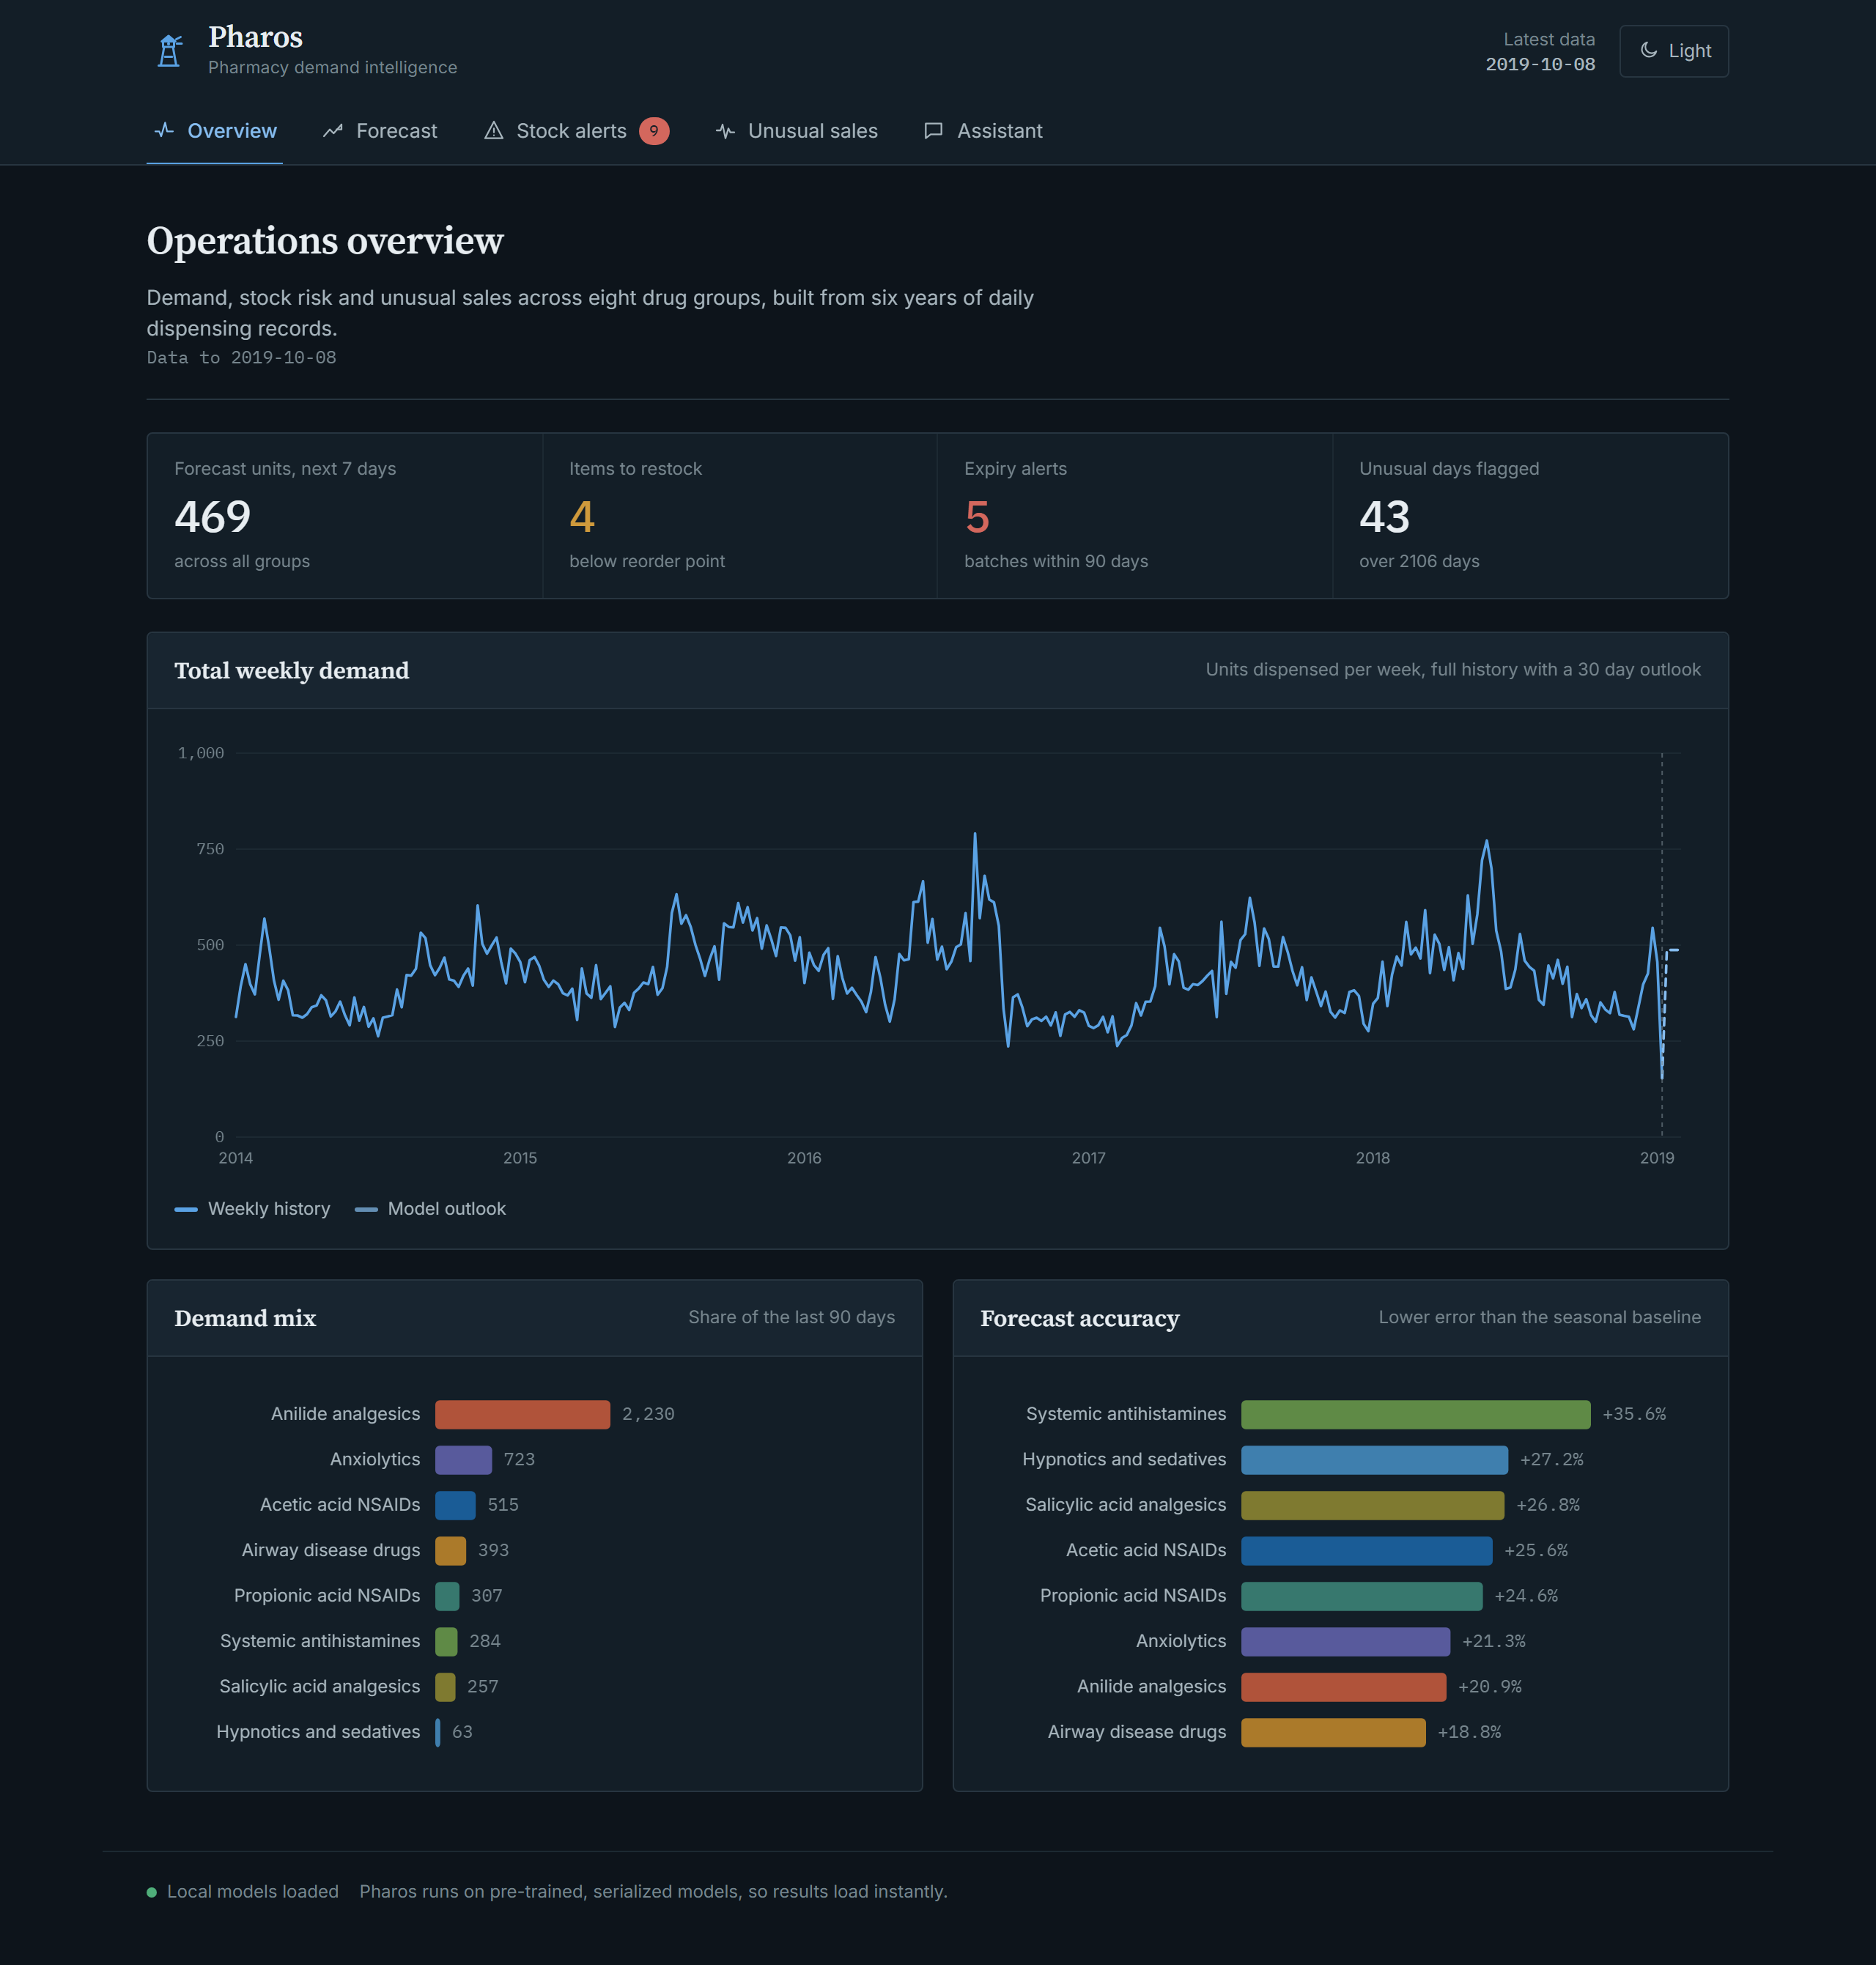 Pharos
Pharmacy demand intelligence
Latest data
2019-10-08
Light
Overview
Forecast
Stock alerts 9
Unusual sales
Assistant
Operations overview
Demand, stock risk and unusual sales across eight drug groups, built from six years of daily
dispensing records.
Data to 2019-10-08
Forecast units, next 7 days
469
across all groups
Items to restock
4
below reorder point
Expiry alerts
5
batches within 90 days
Unusual days flagged
43
over 2106 days
Total weekly demand
Units dispensed per week, full history with a 30 day outlook
1,000
750
500
250
0
2014
2015
2016
2017
2018
2019
Weekly history
Model outlook
Demand mix
Share of the last 90 days
Anilide analgesics 2,230
Anxiolytics 723
Acetic acid NSAIDs 515
Airway disease drugs 393
Propionic acid NSAIDs 307
Systemic antihistamines 284
Salicylic acid analgesics 257
Hypnotics and sedatives 63
Forecast accuracy
Lower error than the seasonal baseline
Systemic antihistamines +35.6%
Hypnotics and sedatives +27.2%
Salicylic acid analgesics +26.8%
Acetic acid NSAIDs +25.6%
Propionic acid NSAIDs +24.6%
Anxiolytics +21.3%
Anilide analgesics +20.9%
Airway disease drugs +18.8%
Local models loaded
Pharos runs on pre-trained, serialized models, so results load instantly.